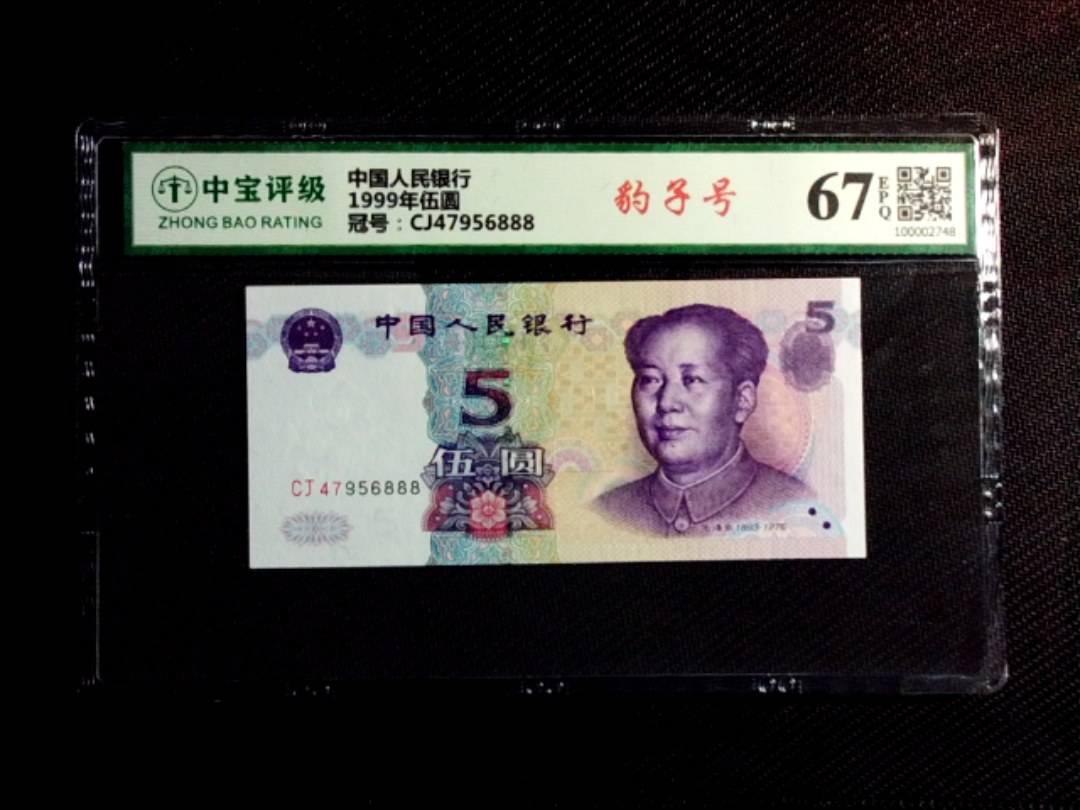 中宝评级
ZHONG BAO RATING
中国人民银行
1999年伍圆
冠号：CJ47956888
豹子号
67
EPQ
100002748
中国人民银行
5
5
伍圆
CJ47956888